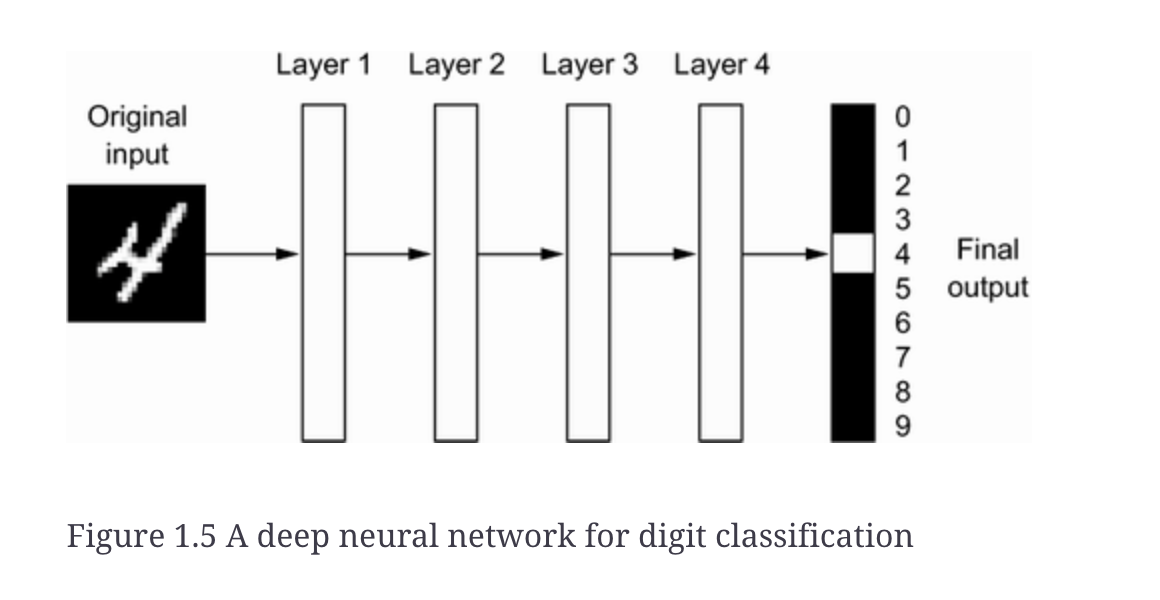 Layer 1 Layer 2 Layer 3 Layer 4
Original
input
0
1
2
3
4
5
6
7
8
9
Final
output
4
Figure 1.5 A deep neural network for digit classification